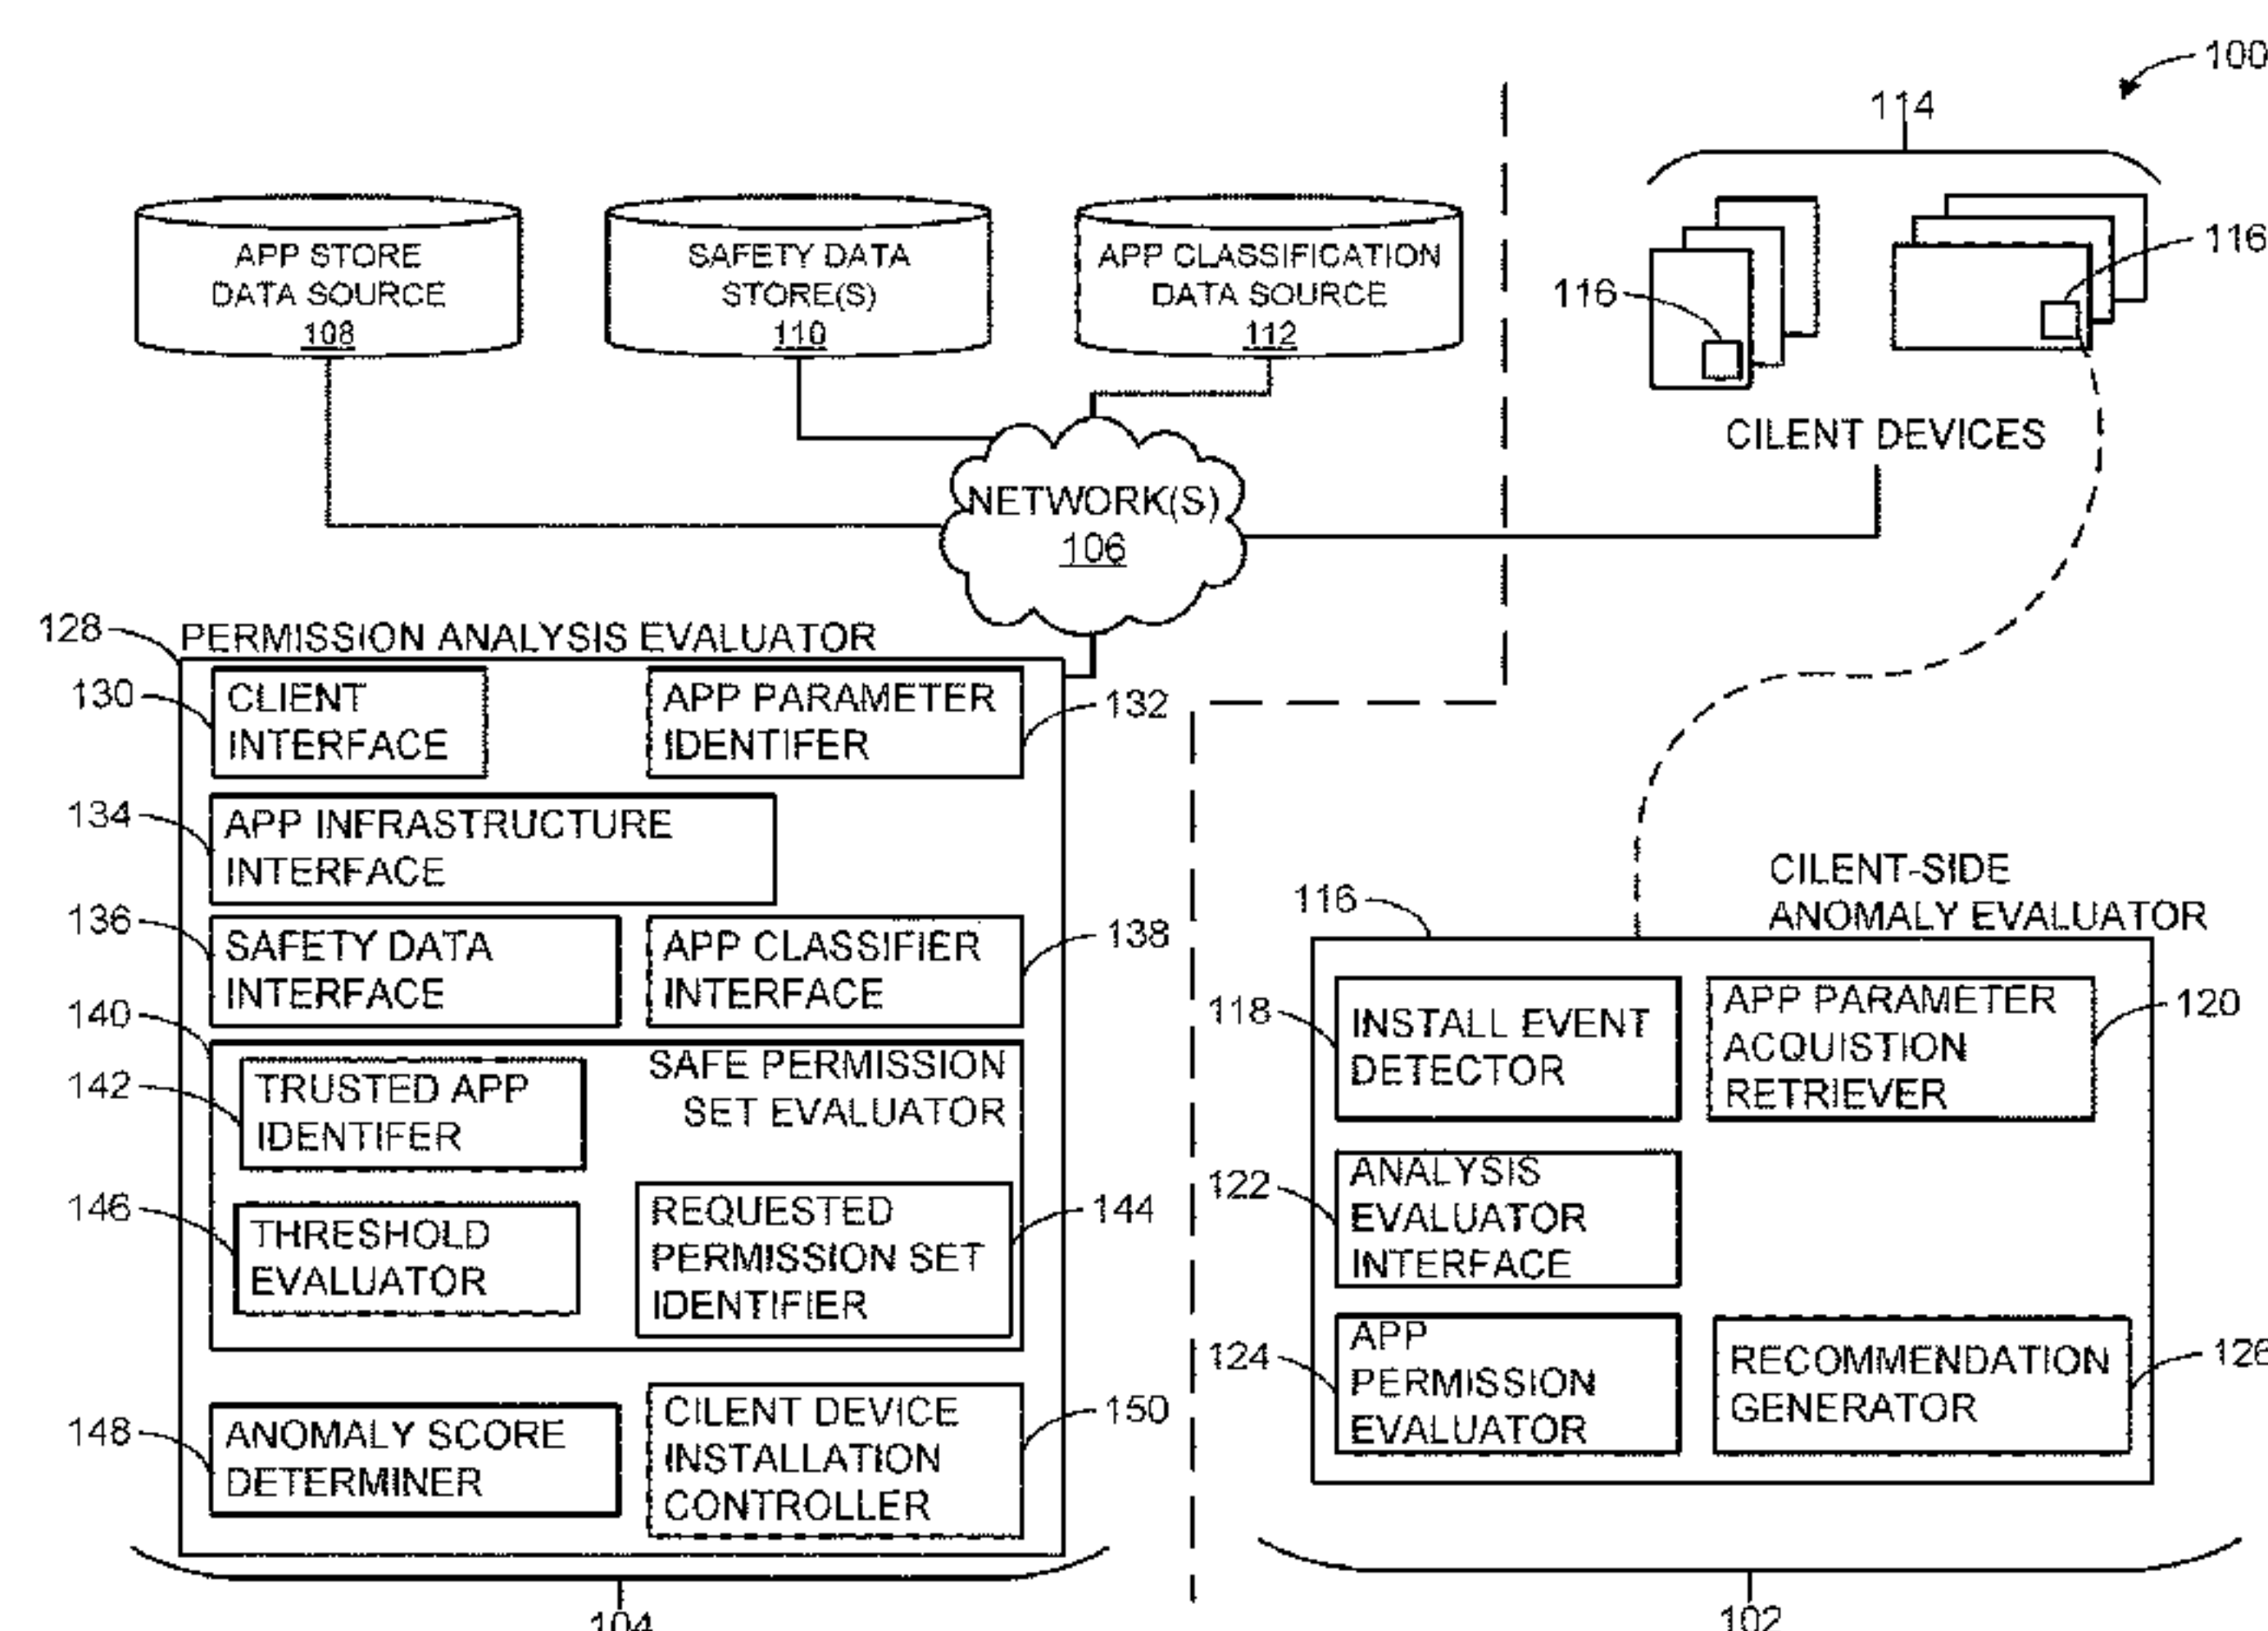 100
114
APP STORE
DATA SOURCE
108
SAFETY DATA
STORE(S)
110
APP CLASSIFICATION
DATA SOURCE
112
116
116
CILENT DEVICES
NETWORK(S)
106
128
PERMISSION ANALYSIS EVALUATOR
130
CLIENT
INTERFACE
APP PARAMETER
IDENTIFER
132
134
APP INFRASTRUCTURE
INTERFACE
136
SAFETY DATA
INTERFACE
APP CLASSIFIER
INTERFACE
138
140
SAFE PERMISSION
SET EVALUATOR
142
TRUSTED APP
IDENTIFER
146
THRESHOLD
EVALUATOR
REQUESTED
PERMISSION SET
IDENTIFIER
144
148
ANOMALY SCORE
DETERMINER
CILENT DEVICE
INSTALLATION
CONTROLLER
150
104
CILENT-SIDE
ANOMALY EVALUATOR
116
118
INSTALL EVENT
DETECTOR
APP PARAMETER
ACQUISTION
RETRIEVER
120
122
ANALYSIS
EVALUATOR
INTERFACE
124
APP
PERMISSION
EVALUATOR
RECOMMENDATION
GENERATOR
126
102